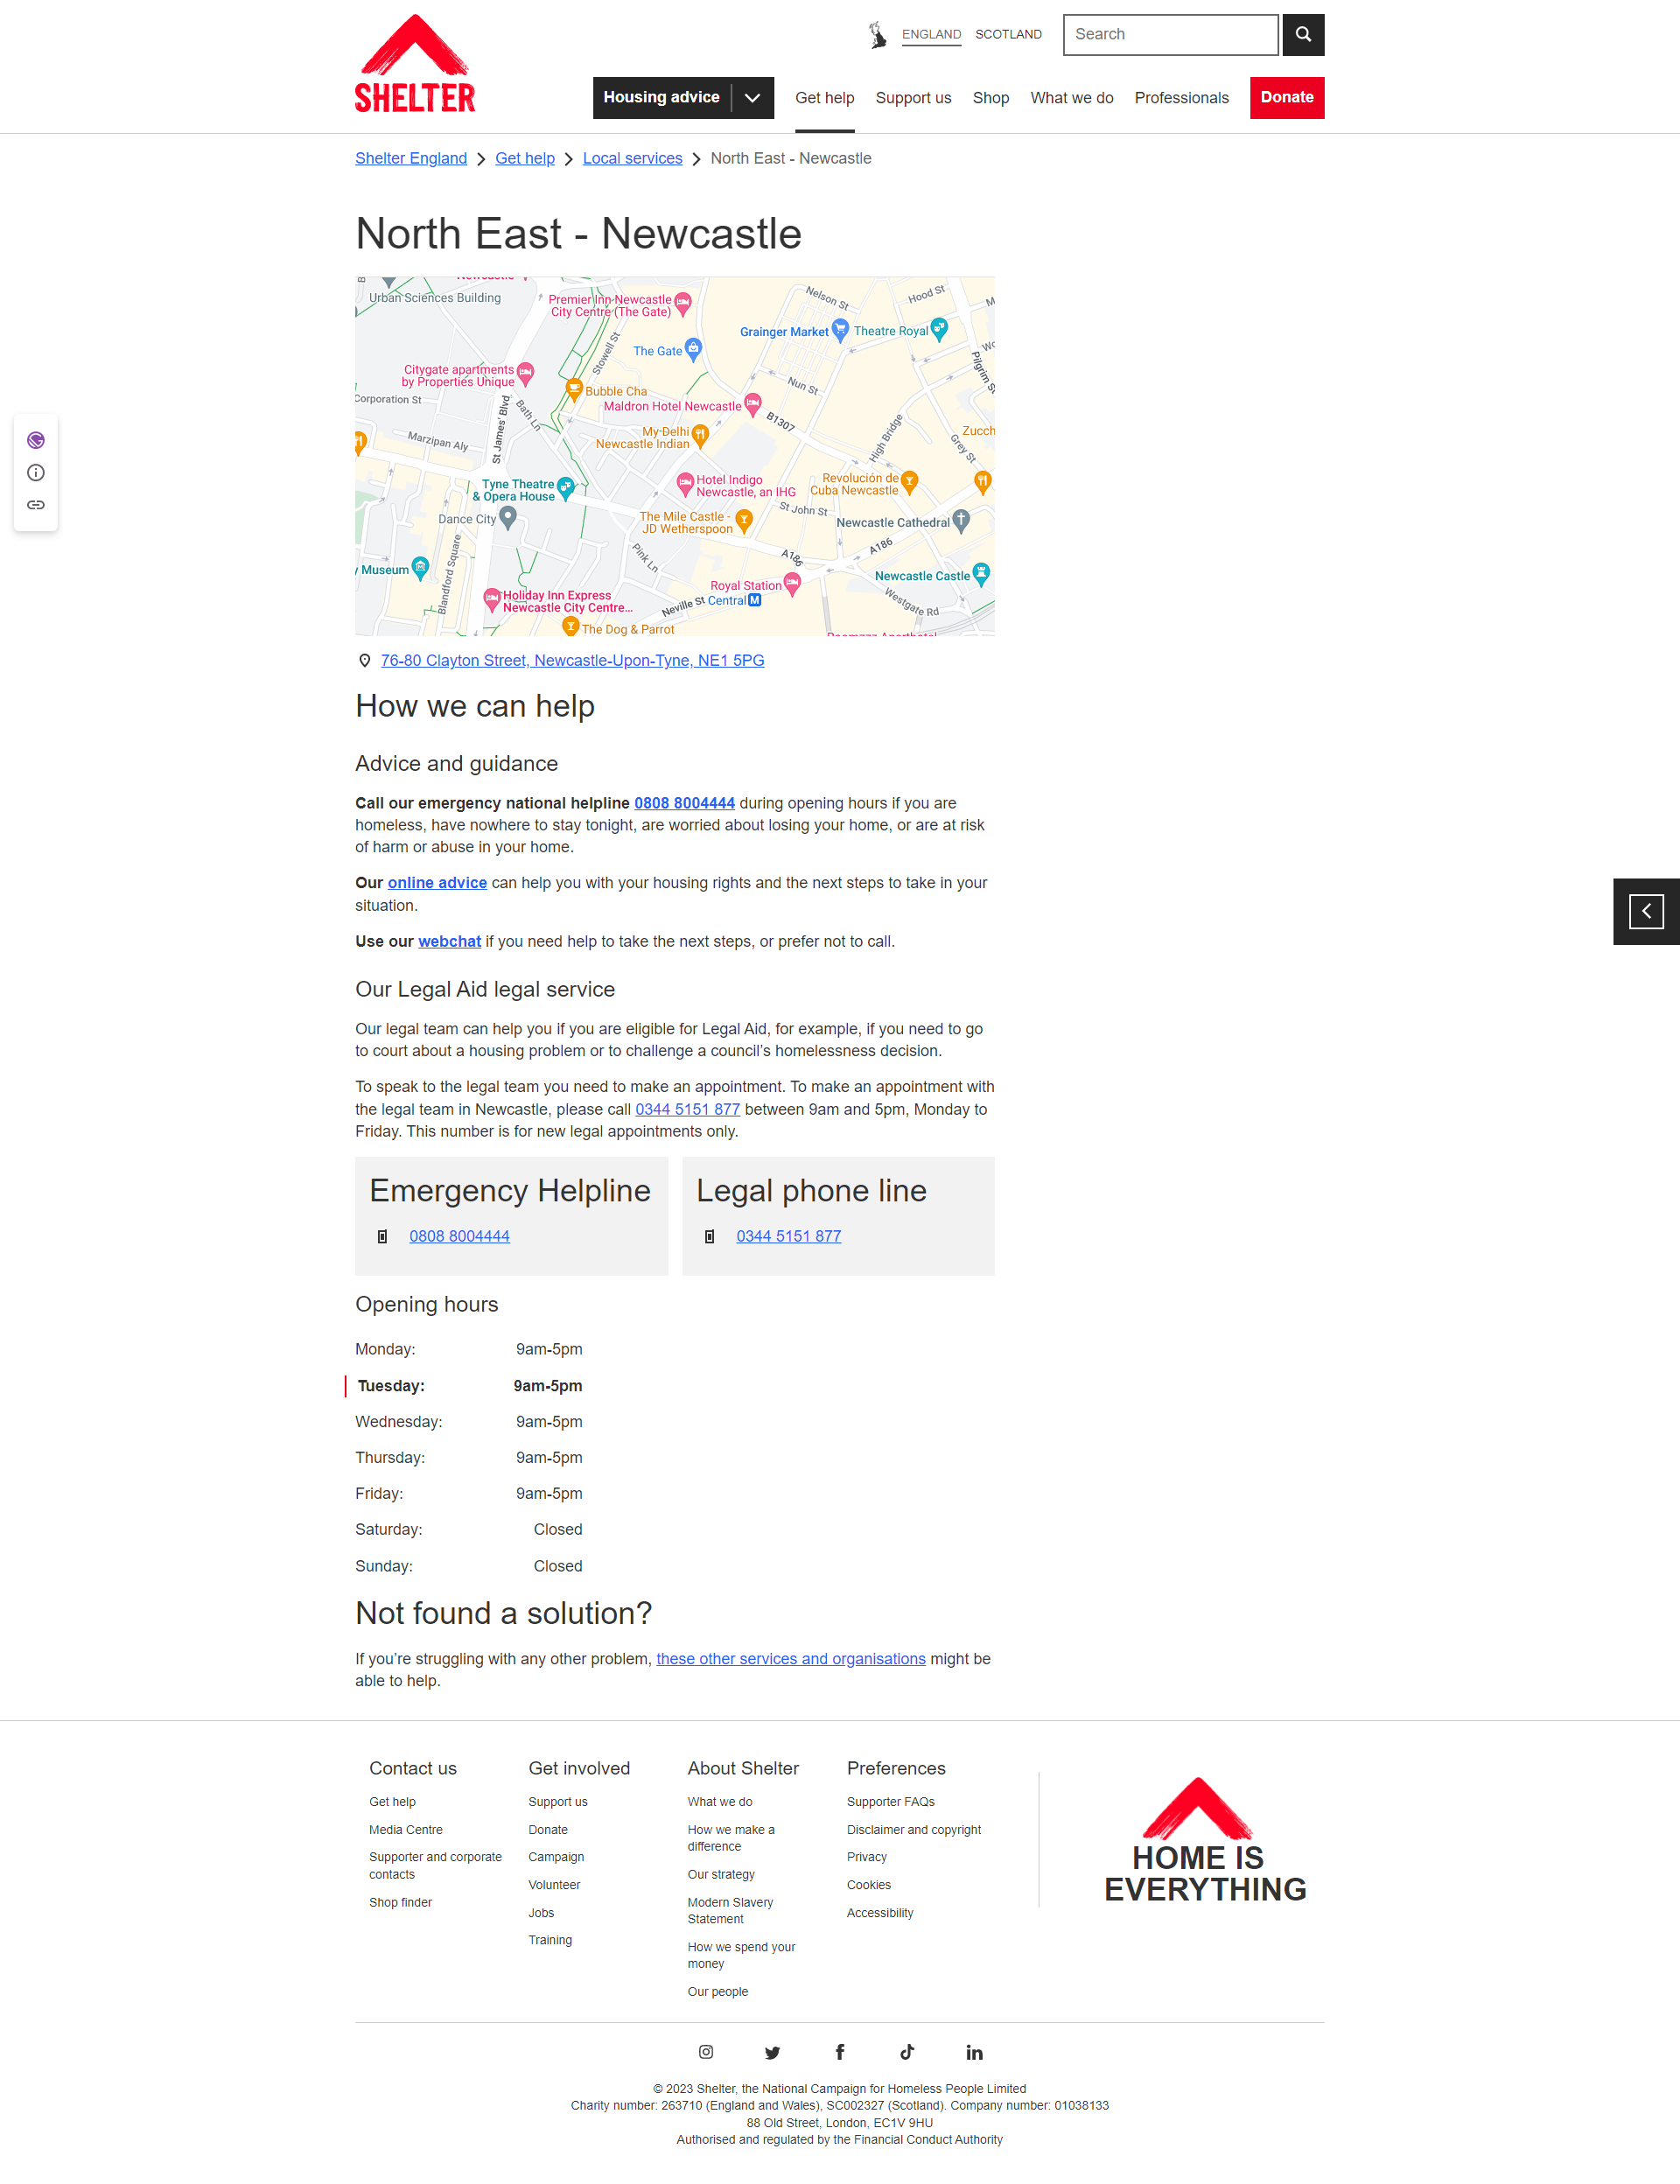 SHELTER
ENGLAND
SCOTLAND
Search
Housing advice
Get help
Support us
Shop
What we do
Professionals
Donate
Shelter England
Get help
Local services
North East - Newcastle
North East - Newcastle
Urban Sciences Building
Premier Inn Newcastle
City Centre (The Gate)
Nelson St
Hood St
Grainger Market
Theatre Royal
The Gate
Stowell St
Pilgrim S
Citygate apartments
by Properties Unique
Bubble Cha
Nun St
Corporation St
Maldron Hotel Newcastle
Bath Ln
St James' Blvd
B1307
High Bridge
Marzipan Aly
My Delhi
Newcastle Indian
Zucch
Grey St
Tyne Theatre
& Opera House
Hotel Indigo
Newcastle, an IHG
Revolución de
Cuba Newcastle
St John St
Dance City
The Mile Castle -
JD Wetherspoon
Newcastle Cathedral
Pink Ln
A186
A186
Blandford Square
y Museum
Royal Station
Newcastle Castle
Holiday Inn Express
Newcastle City Centre...
Neville St
Central M
Westgate Rd
The Dog & Parrot
76-80 Clayton Street, Newcastle-Upon-Tyne, NE1 5PG
How we can help
Advice and guidance
Call our emergency national helpline 0808 8004444 during opening hours if you are
homeless, have nowhere to stay tonight, are worried about losing your home, or are at risk
of harm or abuse in your home.
Our online advice can help you with your housing rights and the next steps to take in your
situation.
Use our webchat if you need help to take the next steps, or prefer not to call.
Our Legal Aid legal service
Our legal team can help you if you are eligible for Legal Aid, for example, if you need to go
to court about a housing problem or to challenge a council’s homelessness decision.
To speak to the legal team you need to make an appointment. To make an appointment with
the legal team in Newcastle, please call 0344 5151 877 between 9am and 5pm, Monday to
Friday. This number is for new legal appointments only.
Emergency Helpline
0808 8004444
Legal phone line
0344 5151 877
Opening hours
Monday: 9am-5pm
Tuesday: 9am-5pm
Wednesday: 9am-5pm
Thursday: 9am-5pm
Friday: 9am-5pm
Saturday: Closed
Sunday: Closed
Not found a solution?
If you’re struggling with any other problem, these other services and organisations might be
able to help.
Contact us
Get help
Media Centre
Supporter and corporate
contacts
Shop finder
Get involved
Support us
Donate
Campaign
Volunteer
Jobs
Training
About Shelter
What we do
How we make a
difference
Our strategy
Modern Slavery
Statement
How we spend your
money
Our people
Preferences
Supporter FAQs
Disclaimer and copyright
Privacy
Cookies
Accessibility
HOME IS
EVERYTHING
© 2023 Shelter, the National Campaign for Homeless People Limited
Charity number: 263710 (England and Wales), SC002327 (Scotland). Company number: 01038133
88 Old Street, London, EC1V 9HU
Authorised and regulated by the Financial Conduct Authority